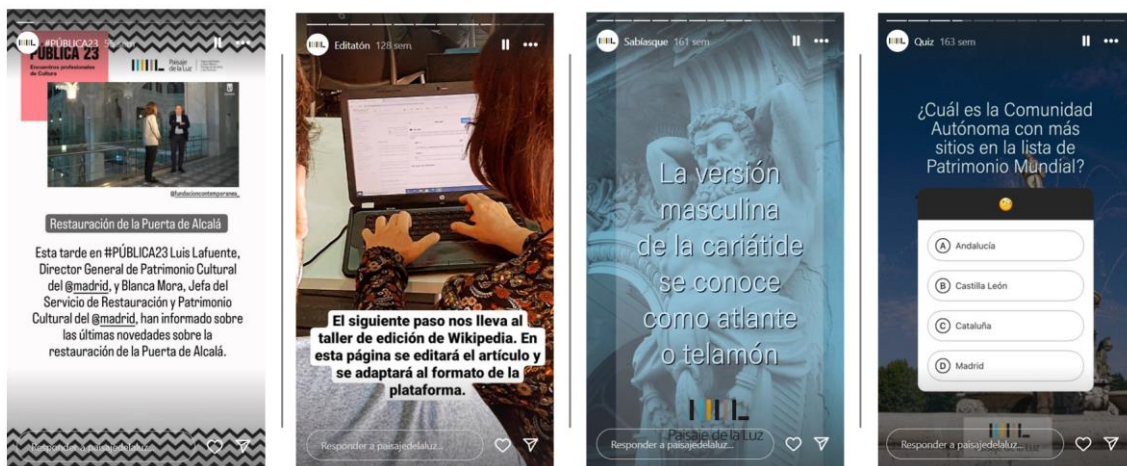 #PÚBLICA23
PÚBLICA 23
Encuentros profesionales
de Cultura
Paisaje
de la Luz
@fundacioncontemporanea_
Restauración de la Puerta de Alcalá
Esta tarde en #PÚBLICA23 Luis Lafuente,
Director General de Patrimonio Cultural
del @madrid, y Blanca Mora, Jefa del
Servicio de Restauración y Patrimonio
Cultural del @madrid, han informado sobre
las últimas novedades sobre la
restauración de la Puerta de Alcalá.
Responder a paisajedelaluz...
Editatón 128 sem
El siguiente paso nos lleva al
taller de edición de Wikipedia. En
esta página se editará el artículo y
se adaptará al formato de la
plataforma.
Responder a paisajedelaluz...
Sabíasque 161 sem
La versión
masculina
de la cariátide
se conoce
como atlante
o telamón
Paisaje de la Luz
Responder a paisajedelaluz...
Quiz 163 sem
¿Cuál es la Comunidad
Autónoma con más
sitios en la lista de
Patrimonio Mundial?
A Andalucía
B Castilla León
C Cataluña
D Madrid
Responder a paisajedelaluz...